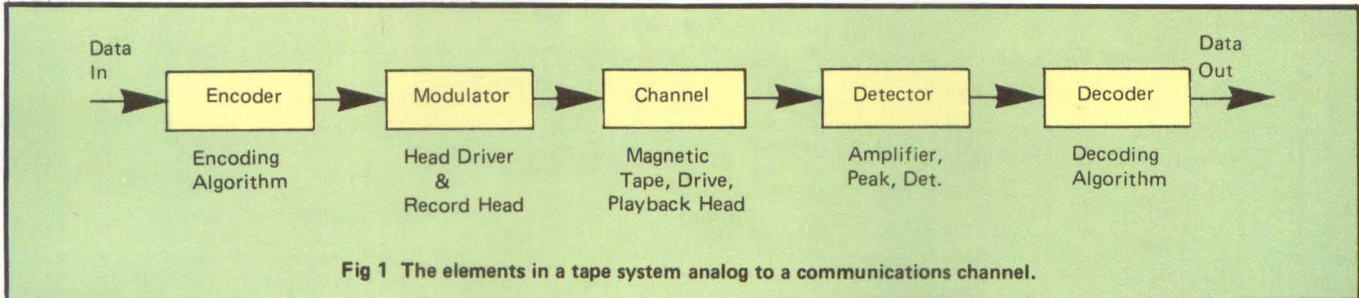 Data
In
Encoder
Modulator
Channel
Detector
Decoder
Data
Out
Encoding
Algorithm
Head Driver
&
Record Head
Magnetic
Tape, Drive,
Playback Head
Amplifier,
Peak, Det.
Decoding
Algorithm
Fig 1 The elements in a tape system analog to a communications channel.